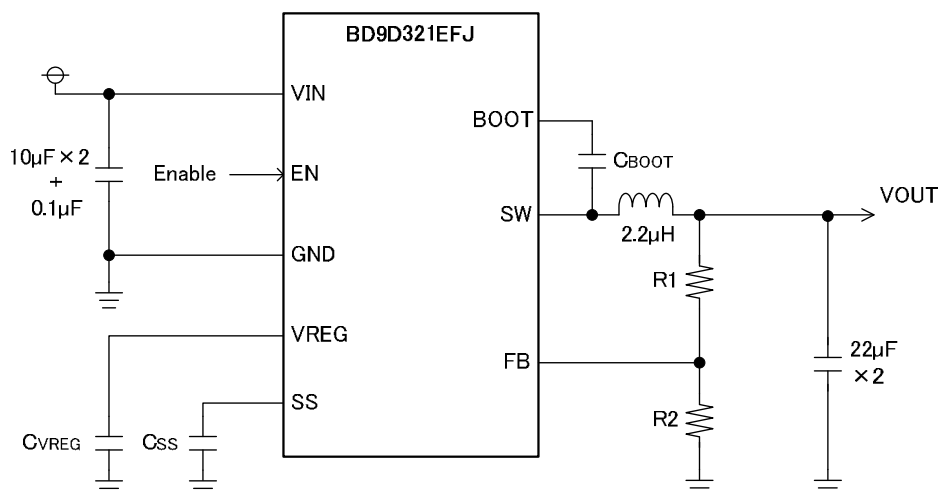 BD9D321EFJ
VIN
BOOT
10µF × 2
+
0.1µF
Enable
EN
CBOOT
SW
VOUT
2.2µH
GND
R1
VREG
FB
22µF
×2
SS
R2
CVREG
CSS